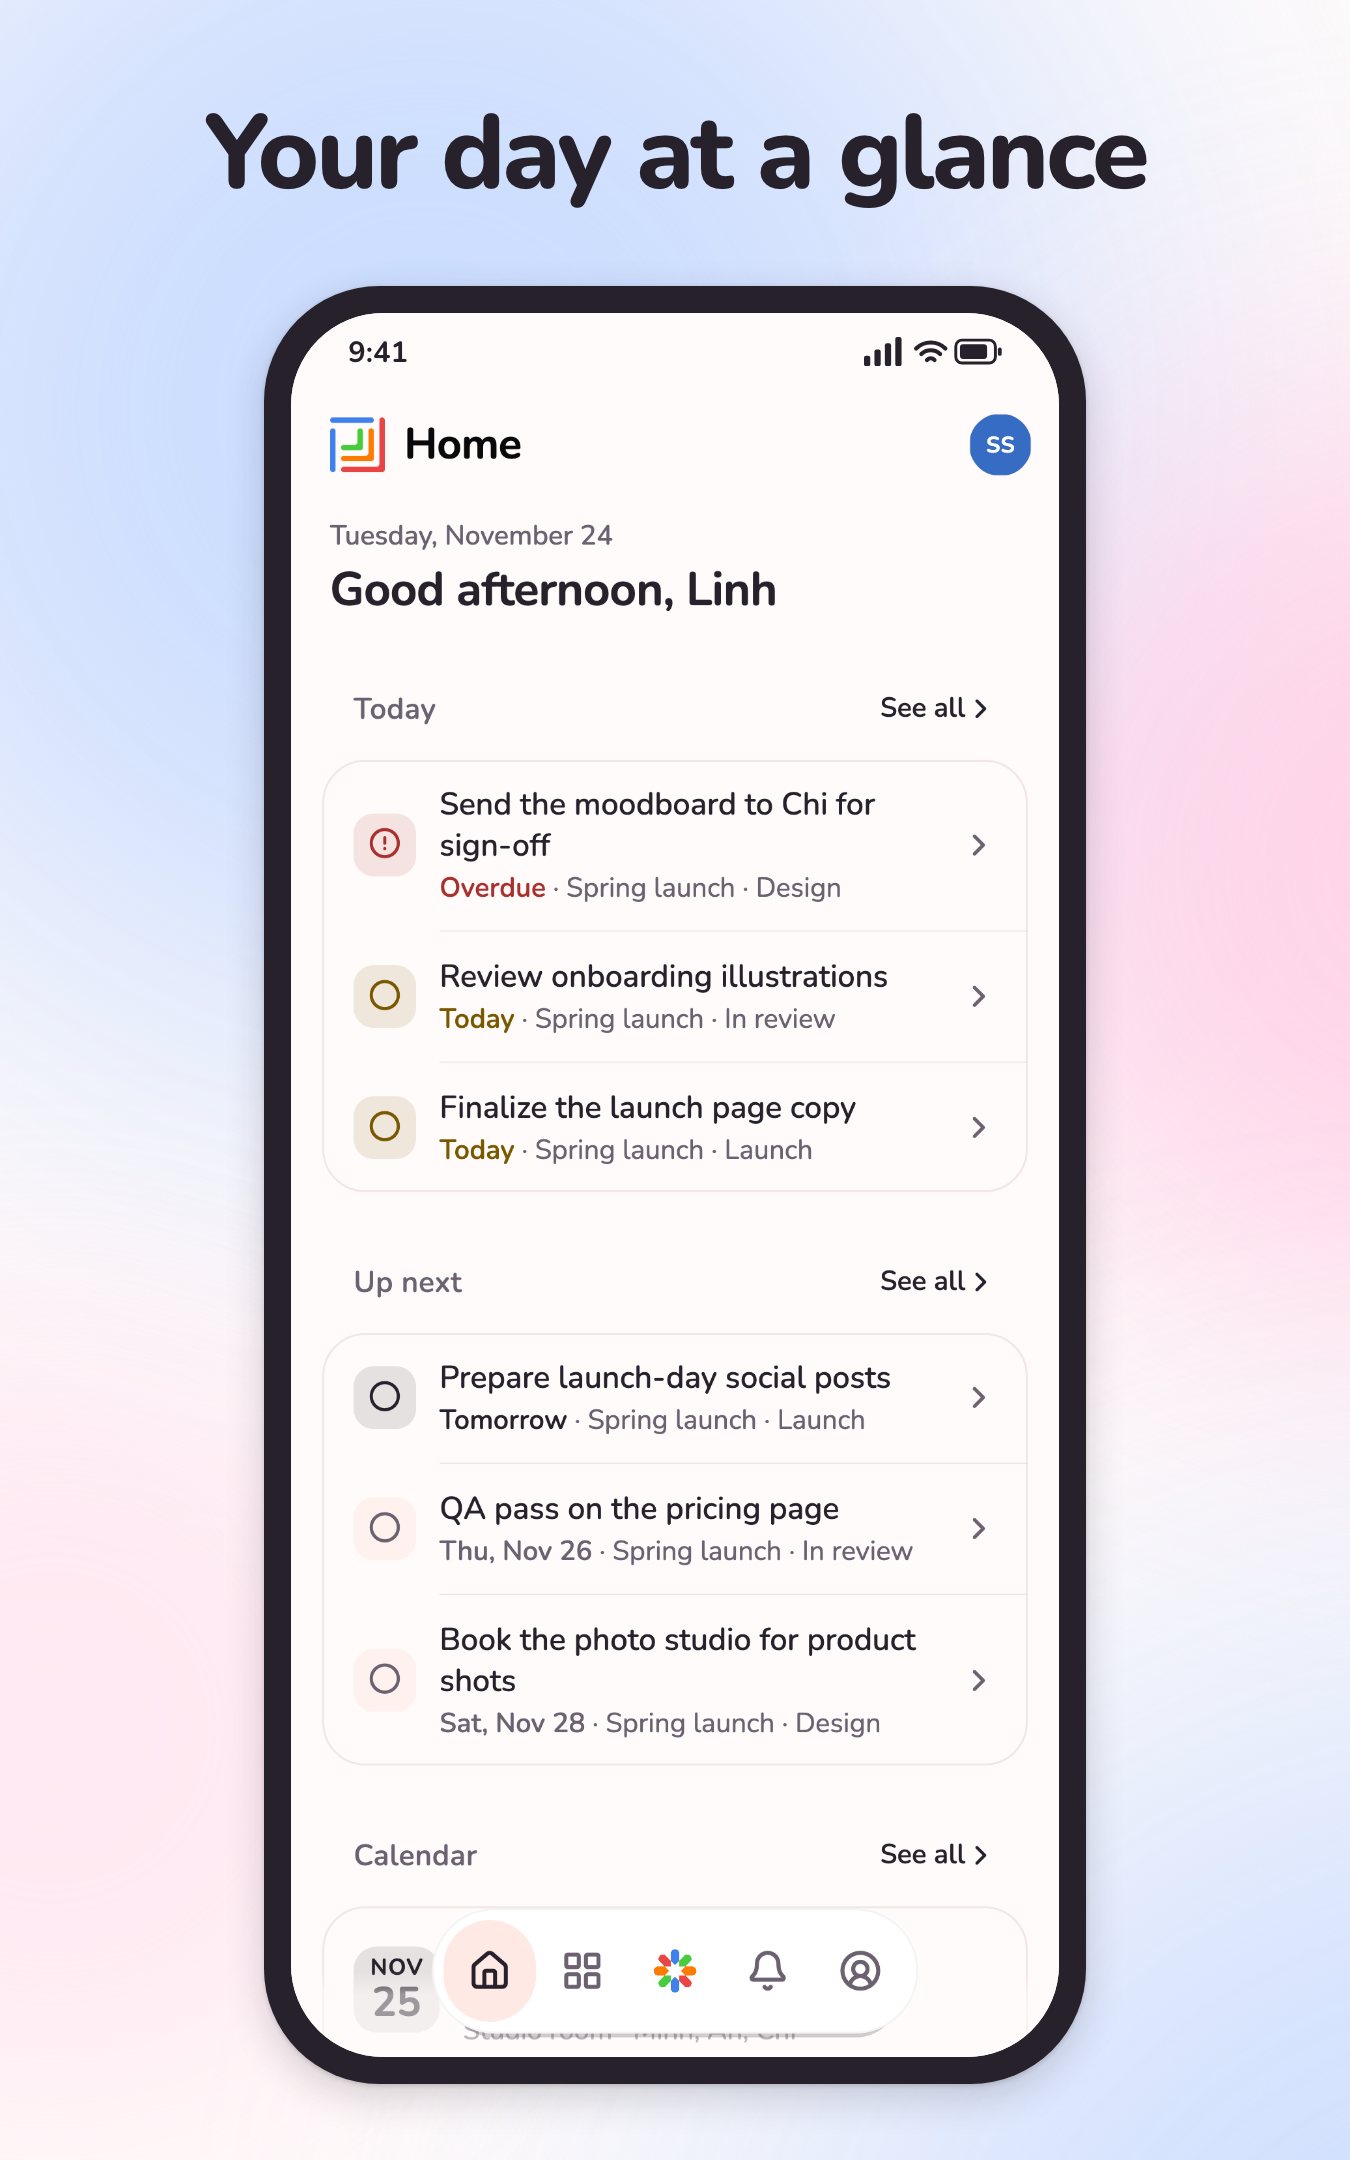 Your day at a glance
9:41
Home
SS
Tuesday, November 24
Good afternoon, Linh
Today
See all
Send the moodboard to Chi for
sign-off
Overdue · Spring launch · Design
Review onboarding illustrations
Today · Spring launch · In review
Finalize the launch page copy
Today · Spring launch · Launch
Up next
See all
Prepare launch-day social posts
Tomorrow · Spring launch · Launch
QA pass on the pricing page
Thu, Nov 26 · Spring launch · In review
Book the photo studio for product
shots
Sat, Nov 28 · Spring launch · Design
Calendar
See all
NOV
25